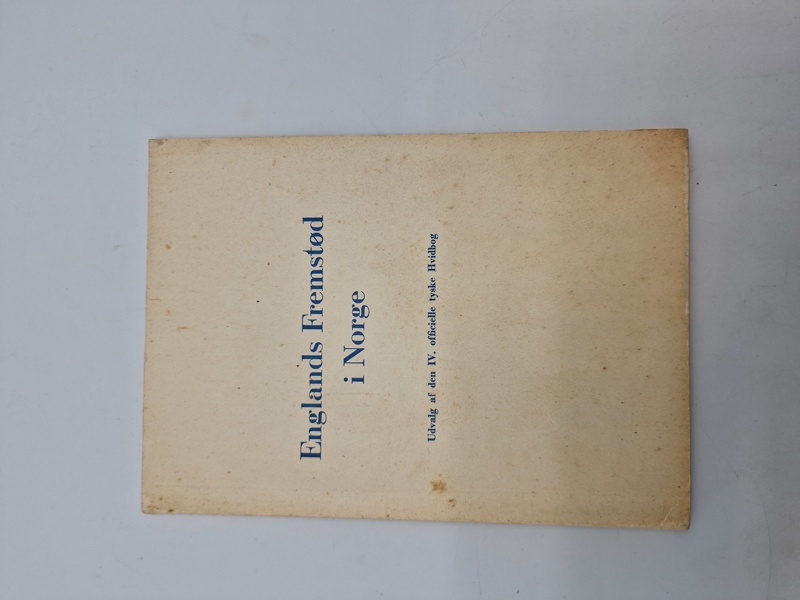 Englands Fremstød
i Norge
Udvalg af den IV. officielle tyske Hvidbog